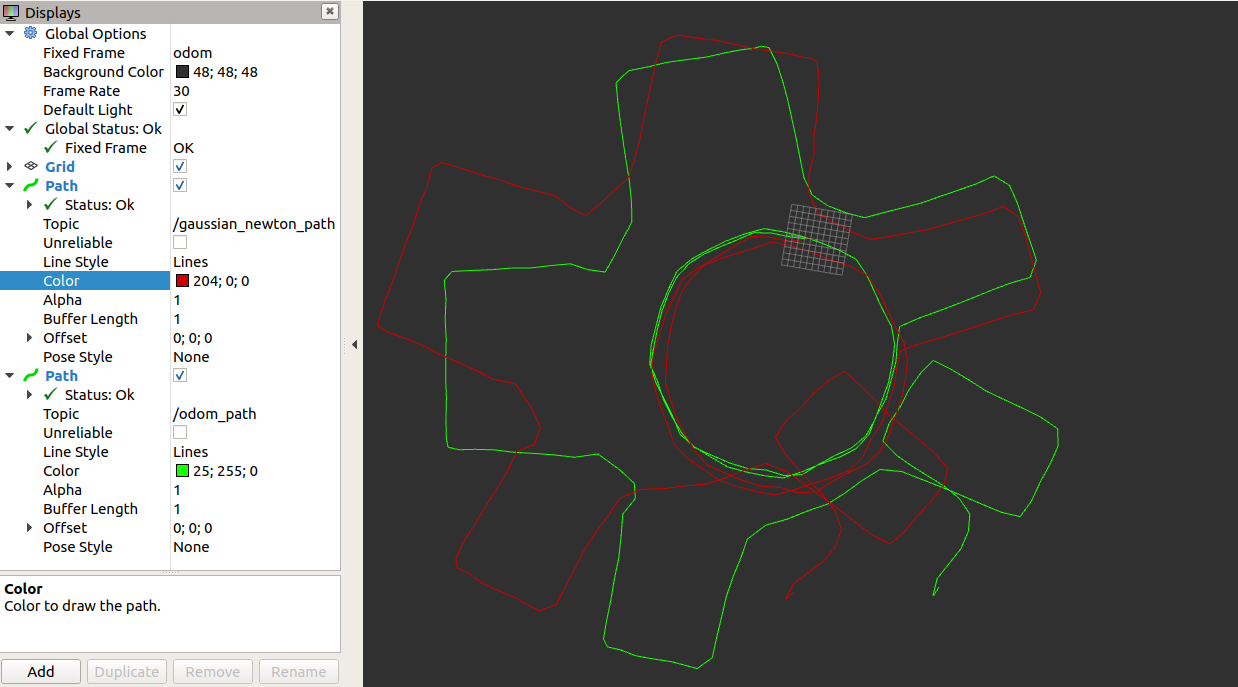 Displays
Global Options
Fixed Frame odom
Background Color 48; 48; 48
Frame Rate 30
Default Light
Global Status: Ok
Fixed Frame OK
Grid
Path
Status: Ok
Topic /gaussian_newton_path
Unreliable
Line Style Lines
Color 204; 0; 0
Alpha 1
Buffer Length 1
Offset 0; 0; 0
Pose Style None
Path
Status: Ok
Topic /odom_path
Unreliable
Line Style Lines
Color 25; 255; 0
Alpha 1
Buffer Length 1
Offset 0; 0; 0
Pose Style None
Color
Color to draw the path.
Add Duplicate Remove Rename